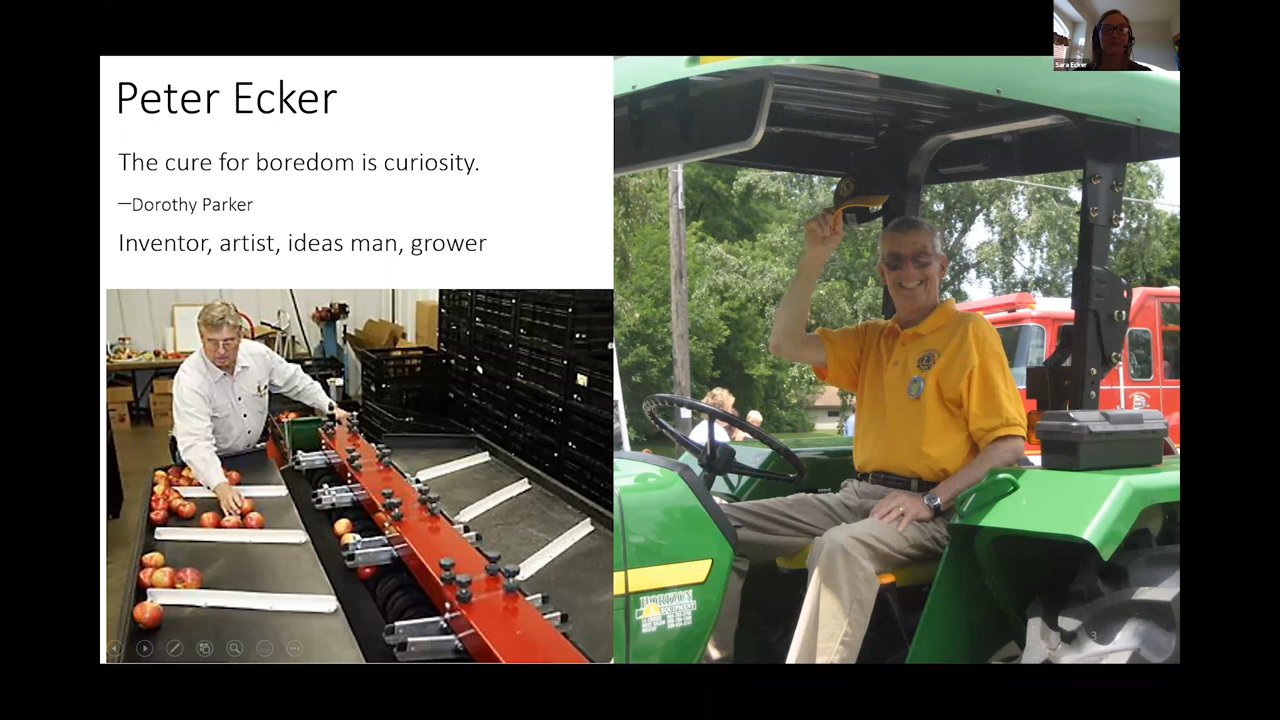 Sara Ecker
Peter Ecker
The cure for boredom is curiosity.
—Dorothy Parker
Inventor, artist, ideas man, grower
HORIZON
EQUIPMENT
3